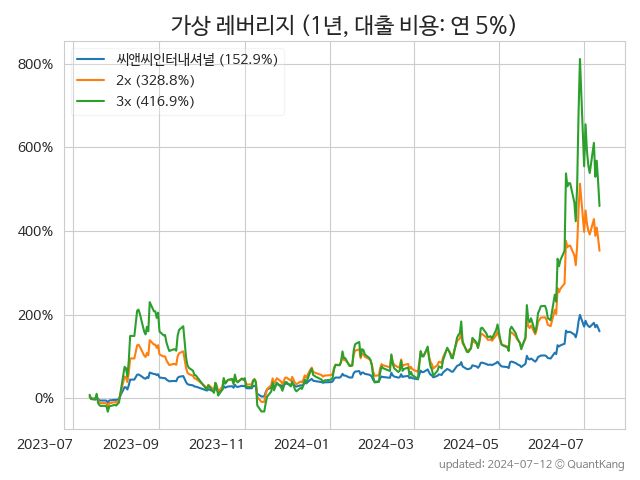 가상 레버리지 (1년, 대출 비용: 연 5%)
씨앤씨인터내셔널 (152.9%)
2x (328.8%)
3x (416.9%)
800%
600%
400%
200%
0%
2023-07 2023-09 2023-11 2024-01 2024-03 2024-05 2024-07
updated: 2024-07-12 © QuantKang